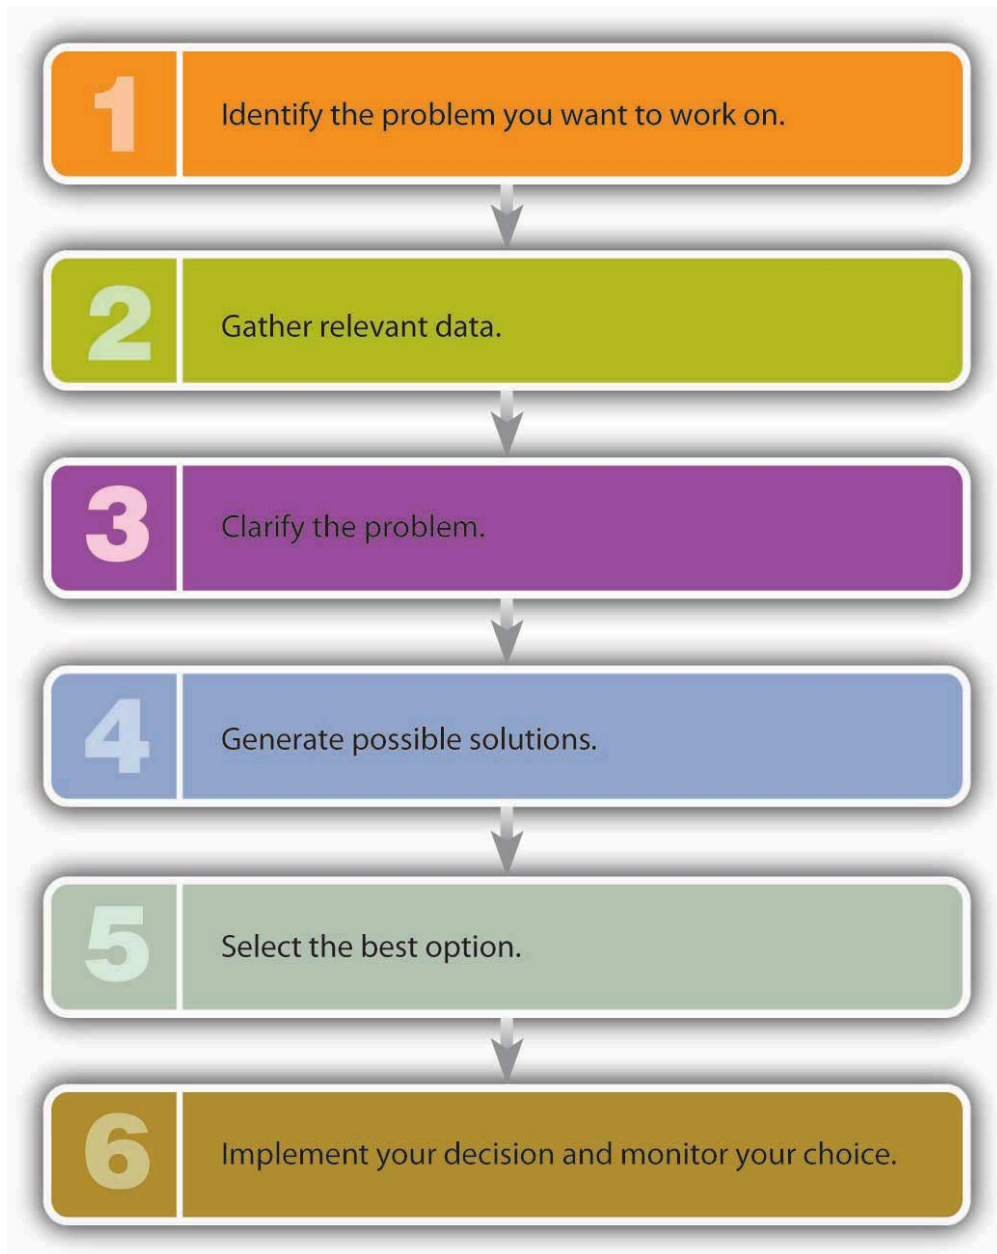 1
Identify the problem you want to work on.
2
Gather relevant data.
3
Clarify the problem.
4
Generate possible solutions.
5
Select the best option.
6
Implement your decision and monitor your choice.